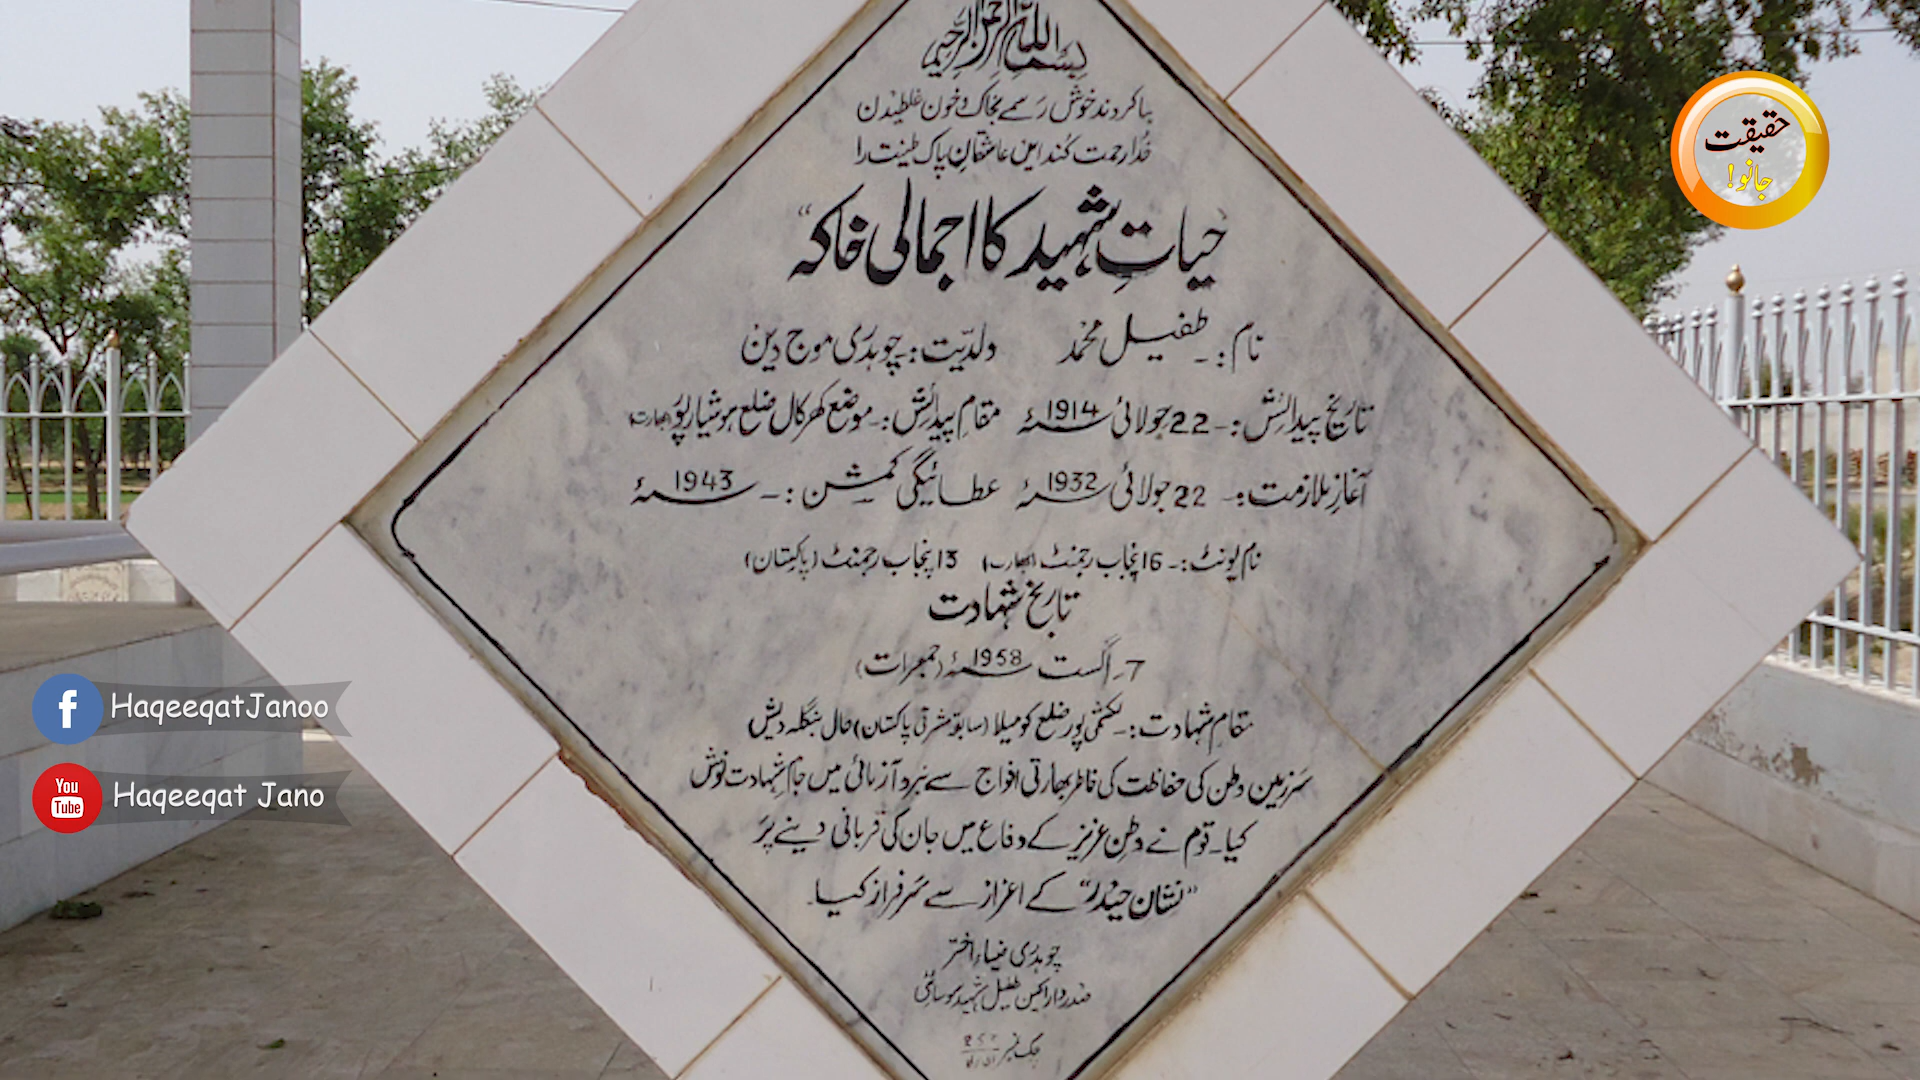 بسم اللہ الرحمن الرحیم
بنا کردند خوش رسمے بخاک و خون غلطیدن
خدا رحمت کند ایں عاشقانِ پاک طینت را
"حیاتِ شہید کا اجمالی خاکہ"
نام :۔ طفیل محمد ولدیت :۔ چوہدری موج دین
تاریخ پیدائش :۔ 22 جولائی 1914ء مقامِ پیدائش :۔ موضع کھرکاں ضلع ہوشیارپور (بھارت)
آغازِ ملازمت :۔ 22 جولائی 1932ء عطائیگی کمشن :۔ 1943ء
نام یونٹ :۔ 16 پنجاب رجمنٹ (بھارت) 13 پنجاب رجمنٹ (پاکستان)
تاریخ شہادت
7۔ اگست 1958ء (جمعرات)
مقامِ شہادت :۔ لکشمی پور ضلع کومیلا (سابقہ مشرقی پاکستان) حال بنگلہ دیش
سرزمین وطن کی حفاظت کی خاطر بھارتی افواج سے نبرد آزمائی میں جامِ شہادت نوش
کیا۔ قوم نے وطنِ عزیز کے دفاع میں جان کی قربانی دینے پر
"نشان حیدر" کے اعزاز سے سرفراز کیا۔
چوہدری ضیاء اختر
صدر و اراکین طفیل شہید سوسائٹی
چک نمبر
حقیقت
جانو!
HaqeeqatJanoo
You
Tube
Haqeeqat Jano